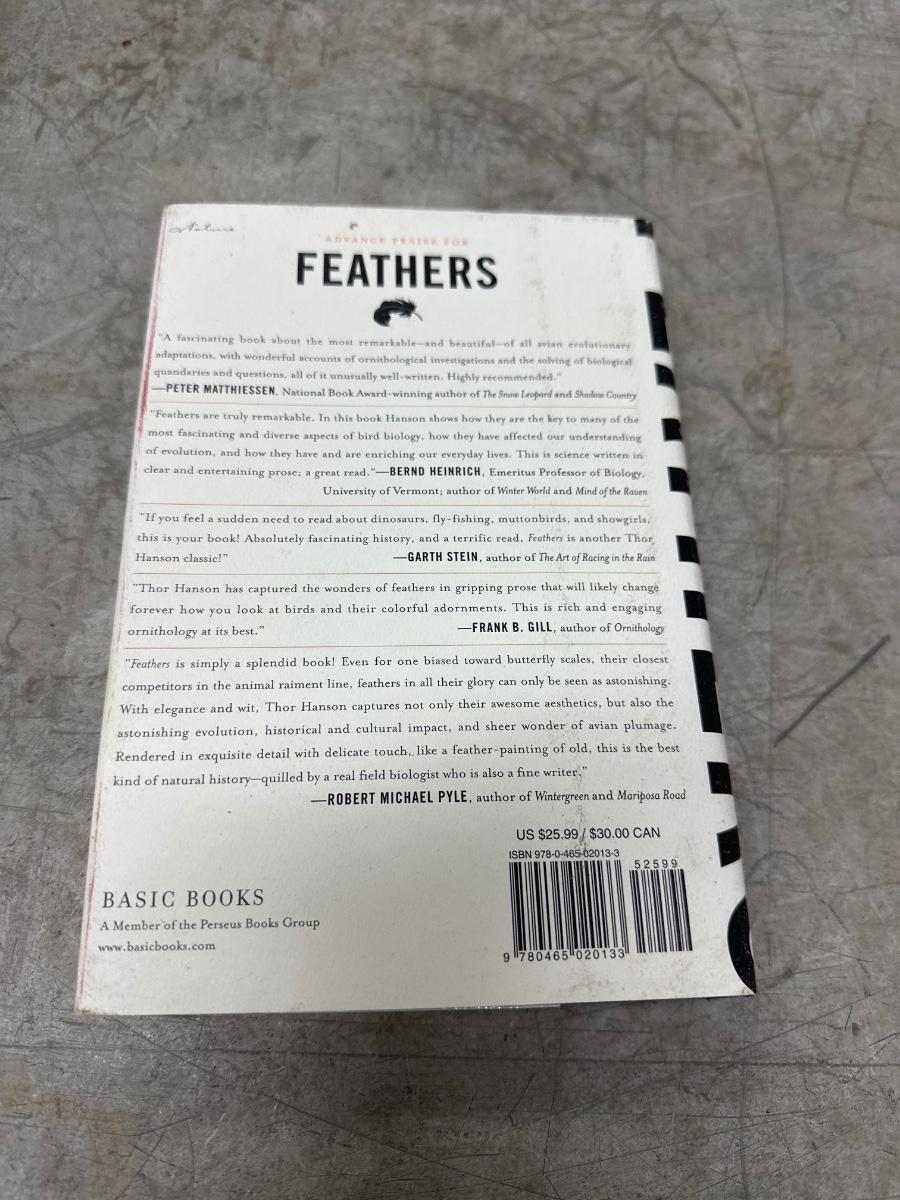 Nature
ADVANCE PRAISE FOR
FEATHERS
"A fascinating book about the most remarkable—and beautiful—of all avian evolutionary
adaptations, with wonderful accounts of ornithological investigations and the solving of biological
quandaries and questions, all of it unusually well-written. Highly recommended."
—PETER MATTHIESSEN, National Book Award-winning author of The Snow Leopard and Shadow Country
"Feathers are truly remarkable. In this book Hanson shows how they are the key to many of the
most fascinating and diverse aspects of bird biology, how they have affected our understanding
of evolution, and how they have and are enriching our everyday lives. This is science written in
clear and entertaining prose; a great read."—BERND HEINRICH, Emeritus Professor of Biology,
University of Vermont; author of Winter World and Mind of the Raven
"If you feel a sudden need to read about dinosaurs, fly-fishing, muttonbirds, and showgirls,
this is your book! Absolutely fascinating history, and a terrific read, Feathers is another Thor
Hanson classic!" —GARTH STEIN, author of The Art of Racing in the Rain
"Thor Hanson has captured the wonders of feathers in gripping prose that will likely change
forever how you look at birds and their colorful adornments. This is rich and engaging
ornithology at its best." —FRANK B. GILL, author of Ornithology
"Feathers is simply a splendid book! Even for one biased toward butterfly scales, their closest
competitors in the animal raiment line, feathers in all their glory can only be seen as astonishing.
With elegance and wit, Thor Hanson captures not only their awesome aesthetics, but also the
astonishing evolution, historical and cultural impact, and sheer wonder of avian plumage.
Rendered in exquisite detail with delicate touch, like a feather-painting of old, this is the best
kind of natural history—quilled by a real field biologist who is also a fine writer."
—ROBERT MICHAEL PYLE, author of Wintergreen and Mariposa Road
US $25.99 / $30.00 CAN
ISBN 978-0-465-02013-3
52599
9 780465 020133
BASIC BOOKS
A Member of the Perseus Books Group
www.basicbooks.com